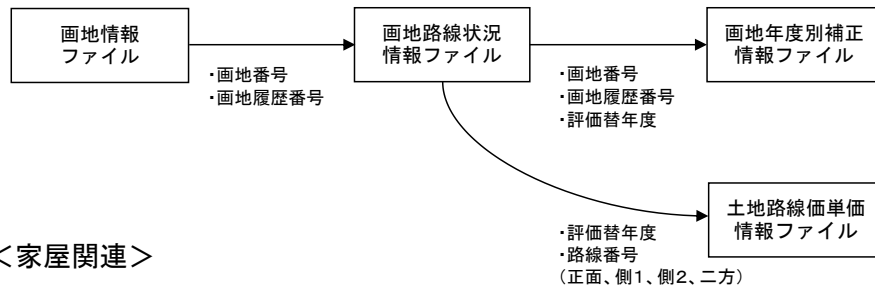 画地情報
ファイル
画地路線状況
情報ファイル
画地年度別補正
情報ファイル
・画地番号
・画地履歴番号
・画地番号
・画地履歴番号
・評価替年度
土地路線価単価
情報ファイル
・評価替年度
・路線番号
（正面、側1、側2、二方）
＜家屋関連＞